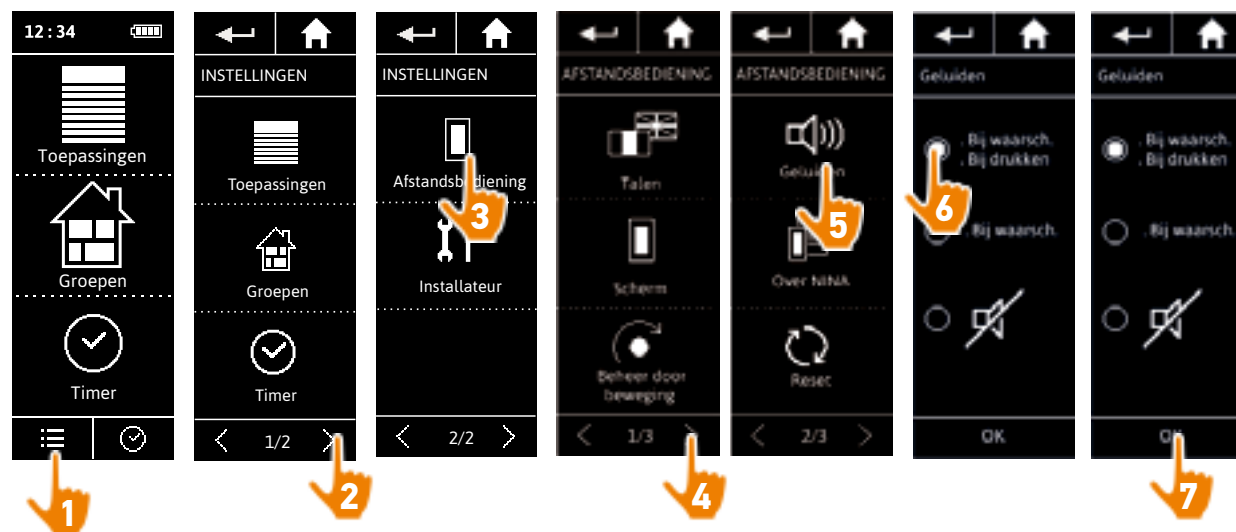 12:34
Toepassingen
Groepen
Timer
1
INSTELLINGEN
Toepassingen
Groepen
Timer
1/2
2
INSTELLINGEN
Afstandsbediening
3
Installateur
2/2
AFSTANDSBEDIENING
Talen
Scherm
Beheer door
beweging
1/3
4
AFSTANDSBEDIENING
Geluiden
5
Over NINA
Reset
2/3
Geluiden
. Bij waarsch.
. Bij drukken
6
. Bij waarsch.
OK
Geluiden
. Bij waarsch.
. Bij drukken
. Bij waarsch.
OK
7